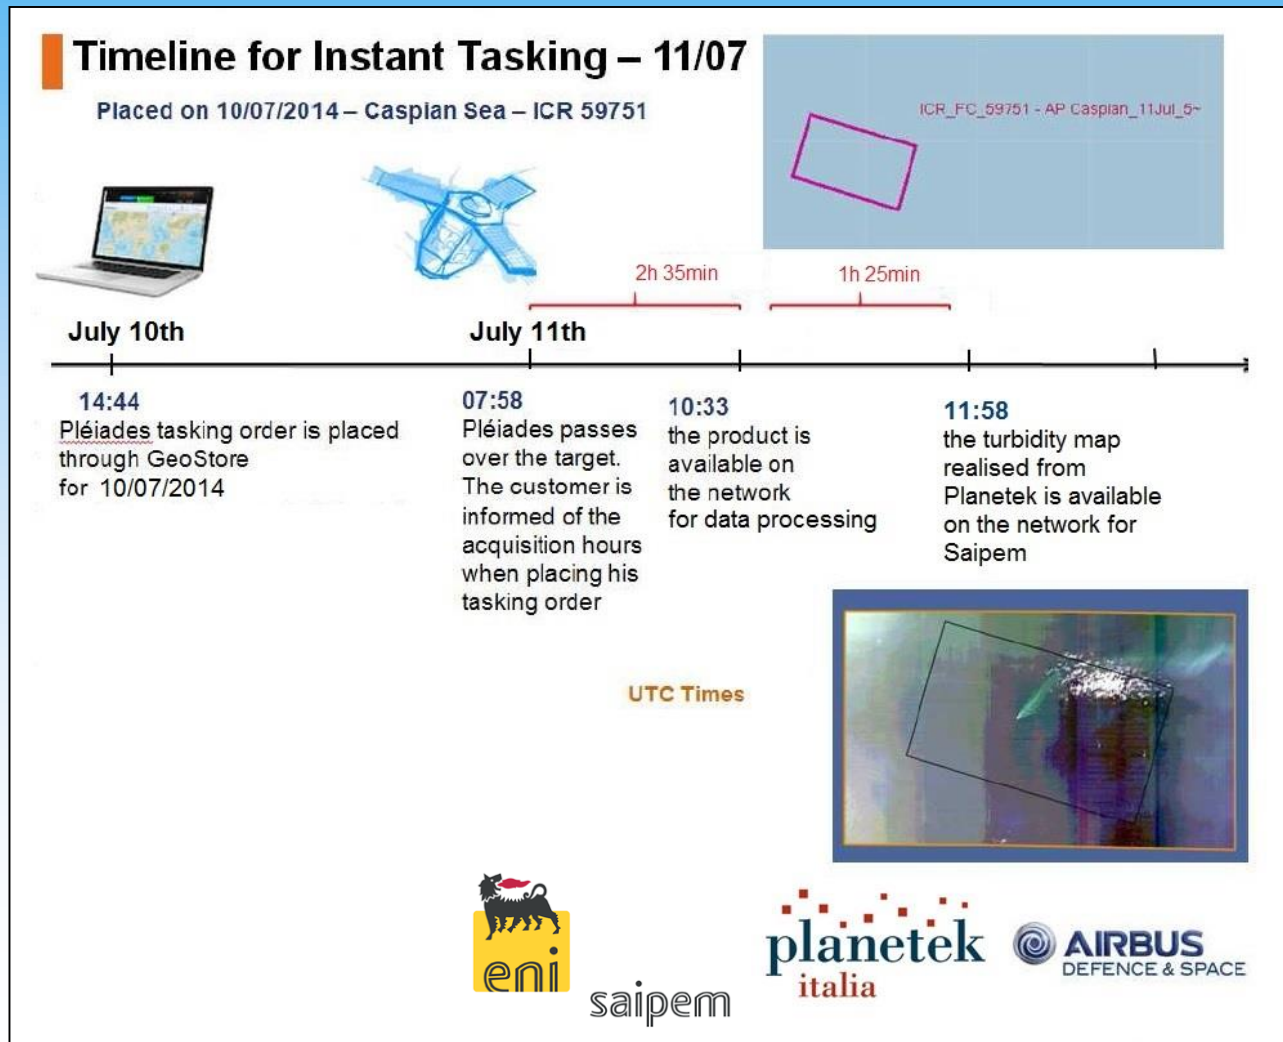 Timeline for Instant Tasking – 11/07
Placed on 10/07/2014 – Caspian Sea – ICR 59751
ICR_FC_59751 - AP Caspian_11Jul_5~
2h 35min
1h 25min
July 10th
July 11th
14:44
Pléiades tasking order is placed
through GeoStore
for 10/07/2014
07:58
Pléiades passes
over the target.
The customer is
informed of the
acquisition hours
when placing his
tasking order
10:33
the product is
available on
the network
for data processing
11:58
the turbidity map
realised from
Planetek is available
on the network for
Saipem
UTC Times
eni
saipem
planetek
italia
AIRBUS
DEFENCE & SPACE